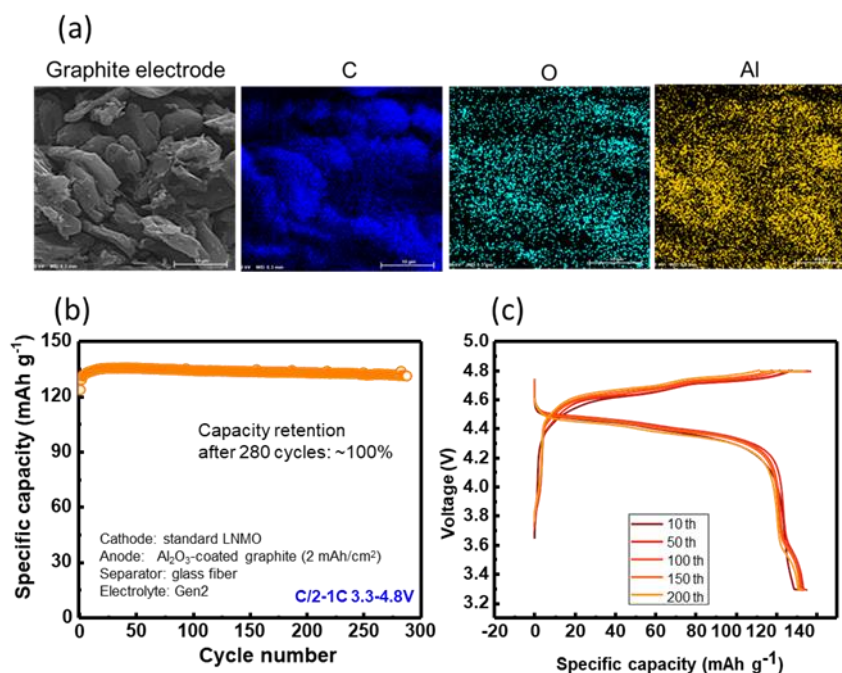 (a)
Graphite electrode
C
O
Al
(b)
(c)
Specific capacity (mAh g⁻¹)
150
120
90
60
30
0
Capacity retention
after 280 cycles: ~100%
Cathode: standard LNMO
Anode: Al₂O₃-coated graphite (2 mAh/cm²)
Separator: glass fiber
Electrolyte: Gen2
C/2-1C 3.3-4.8V
0 50 100 150 200 250 300
Cycle number
Voltage (V)
5.0
4.8
4.6
4.4
4.2
4.0
3.8
3.6
3.4
3.2
10 th
50 th
100 th
150 th
200 th
-20 0 20 40 60 80 100 120 140
Specific capacity (mAh g⁻¹)